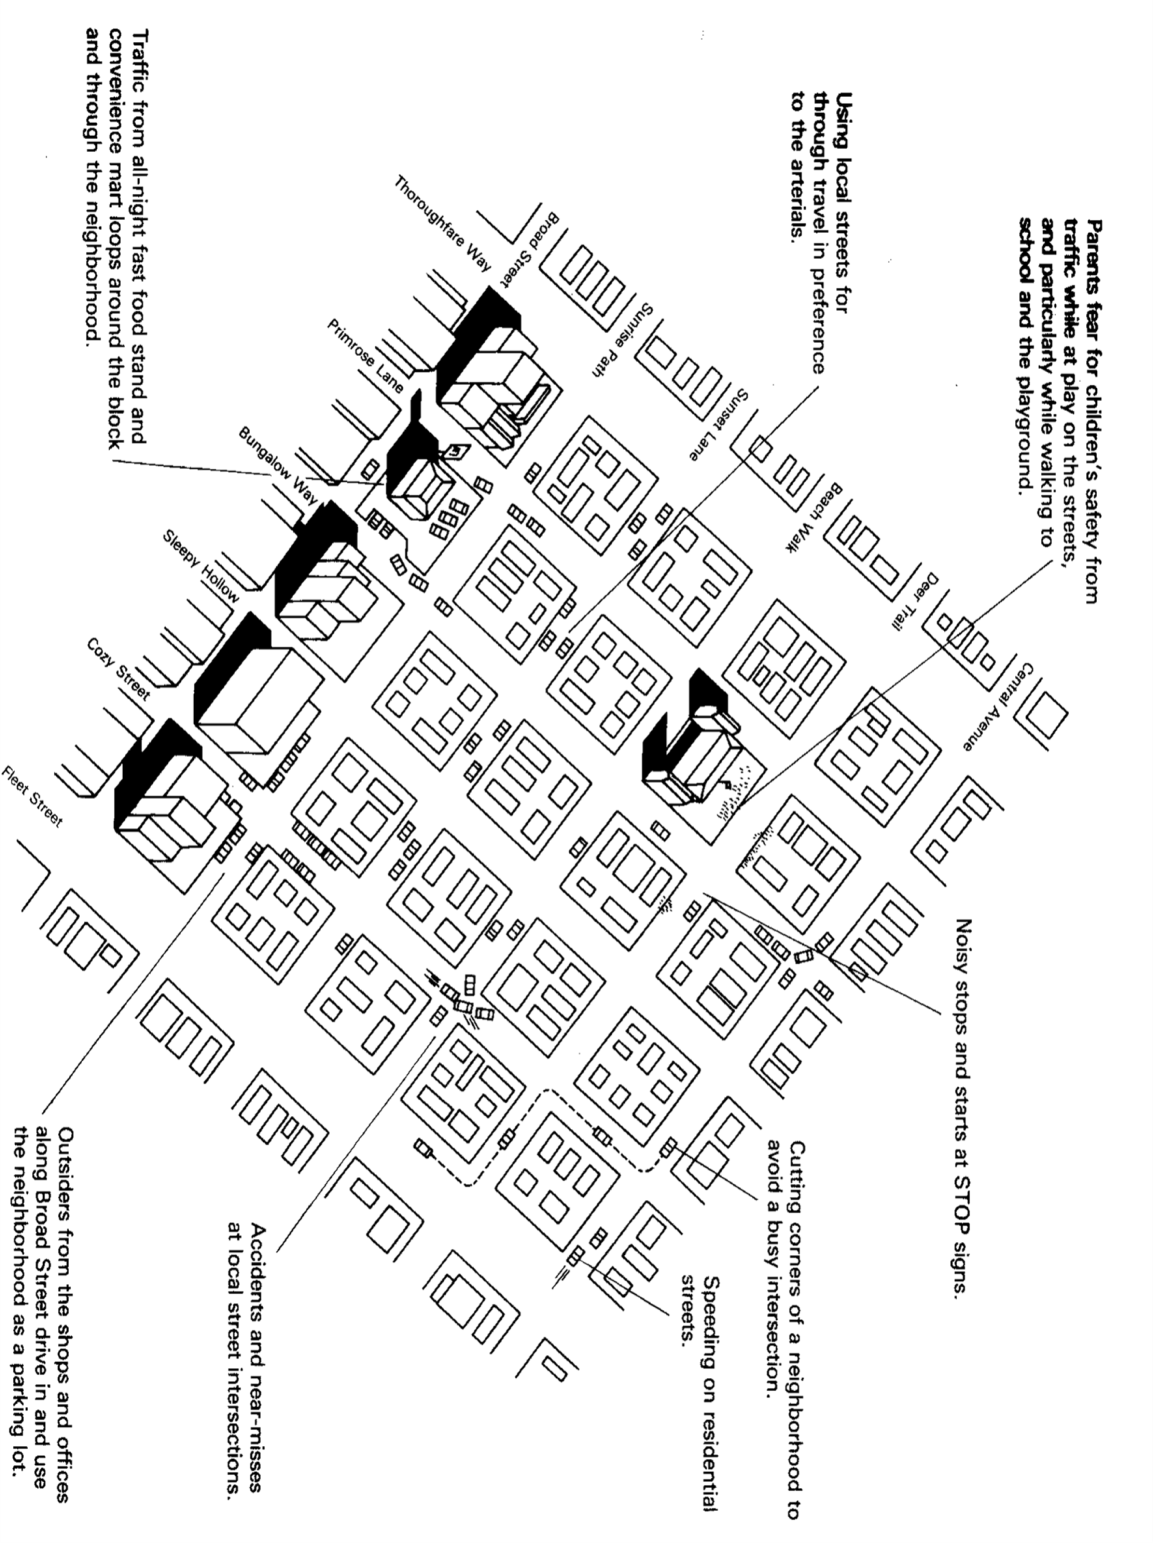 Parents fear for children's safety from
traffic while at play on the streets,
and particularly while walking to
school and the playground.
Using local streets for
through travel in preference
to the arterials.
Traffic from all-night fast food stand and
convenience mart loops around the block
and through the neighborhood.
Central Avenue
Deer Trail
Beach Walk
Sunset Lane
Sunrise Path
Broad Street
Thoroughfare Way
Primrose Lane
Bungalow Way
Sleepy Hollow
Cozy Street
Fleet Street
Noisy stops and starts at STOP signs.
Cutting corners of a neighborhood to
avoid a busy intersection.
Speeding on residential
streets.
Accidents and near-misses
at local street intersections.
Outsiders from the shops and offices
along Broad Street drive in and use
the neighborhood as a parking lot.